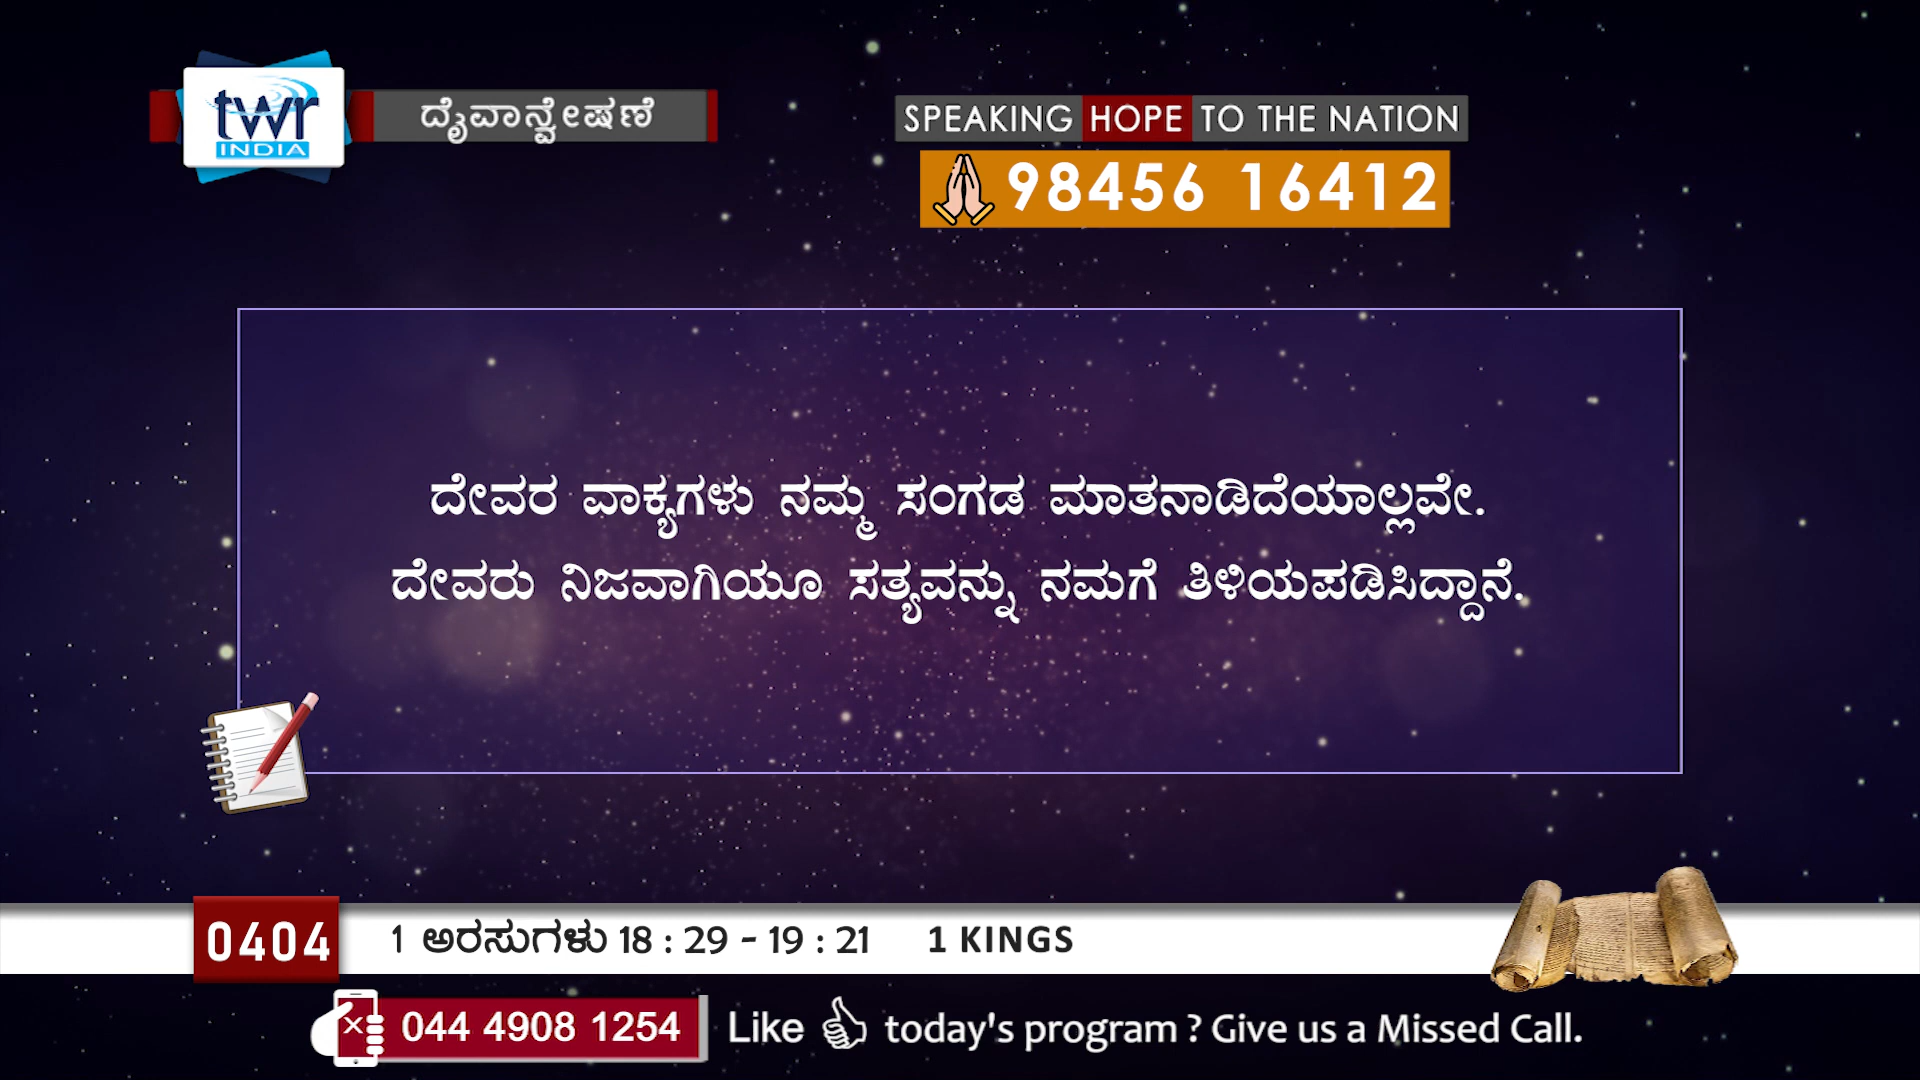 twr
INDIA
ದೈವಾನ್ವೇಷಣೆ
SPEAKING HOPE TO THE NATION
98456 16412
ದೇವರ ವಾಕ್ಯಗಳು ನಮ್ಮ ಸಂಗಡ ಮಾತನಾಡಿದೆಯಾಲ್ಲವೇ.
ದೇವರು ನಿಜವಾಗಿಯೂ ಸತ್ಯವನ್ನು ನಮಗೆ ತಿಳಿಯಪಡಿಸಿದ್ದಾನೆ.
0404 1 ಅರಸುಗಳು 18 : 29 - 19 : 21 1 KINGS
044 4908 1254 Like today's program ? Give us a Missed Call.